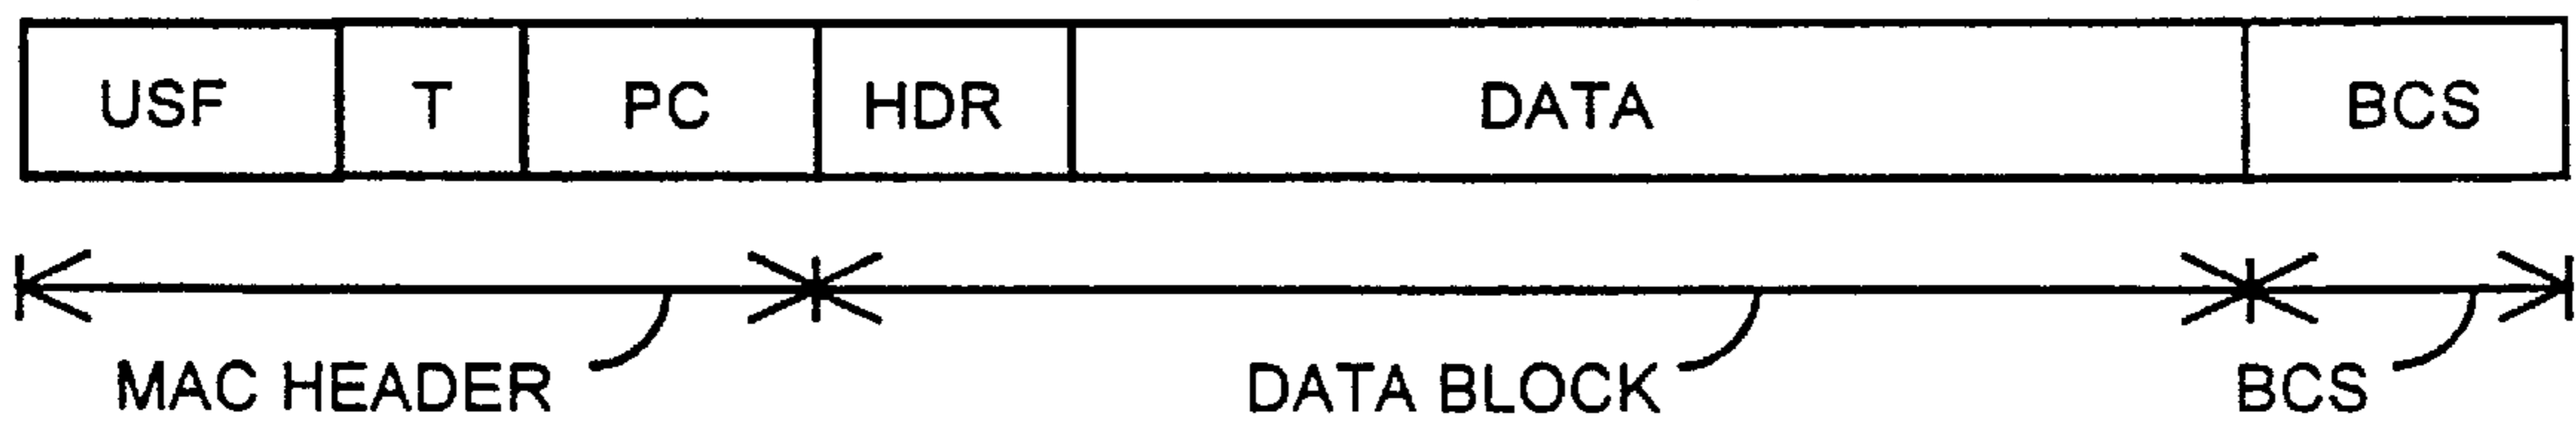 USF T PC HDR DATA BCS
MAC HEADER DATA BLOCK BCS